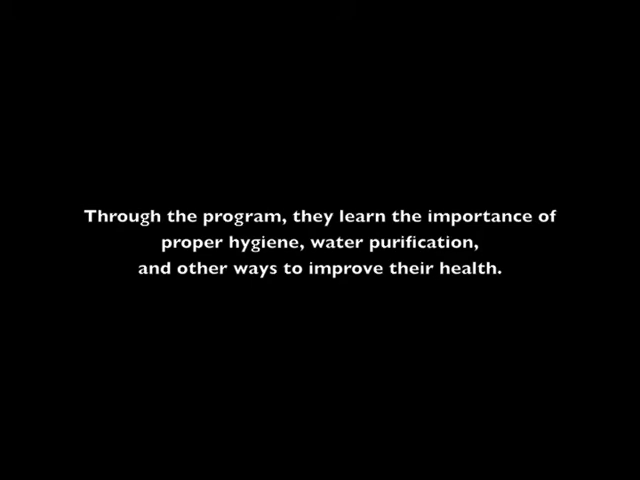 Through the program, they learn the importance of
proper hygiene, water purification,
and other ways to improve their health.